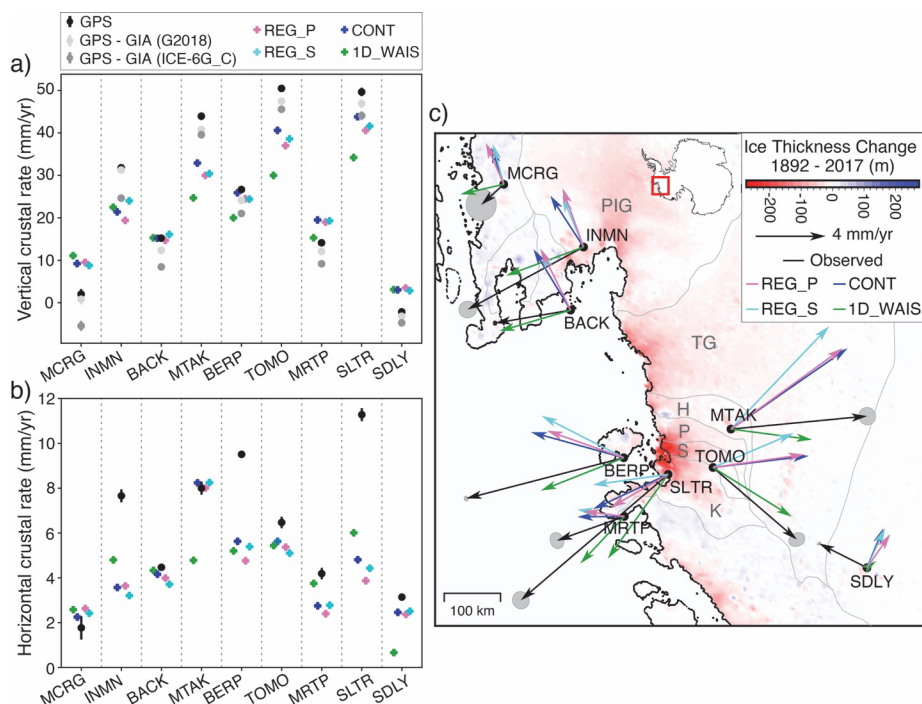 GPS
GPS - GIA (G2018)
GPS - GIA (ICE-6G_C)
REG_P
CONT
REG_S
1D_WAIS
a)
Vertical crustal rate (mm/yr)
50
40
30
20
10
0
MCRG
INMN
BACK
MTAK
BERP
TOMO
MRTP
SLTR
SDLY
b)
Horizontal crustal rate (mm/yr)
12
10
8
6
4
2
0
MCRG
INMN
BACK
MTAK
BERP
TOMO
MRTP
SLTR
SDLY
c)
Ice Thickness Change
1892 - 2017 (m)
-200
-100
0
100
200
4 mm/yr
Observed
REG_P
CONT
REG_S
1D_WAIS
MCRG
PIG
INMN
BACK
TG
H
MTAK
P
S
TOMO
BERP
SLTR
K
MRTP
SDLY
100 km